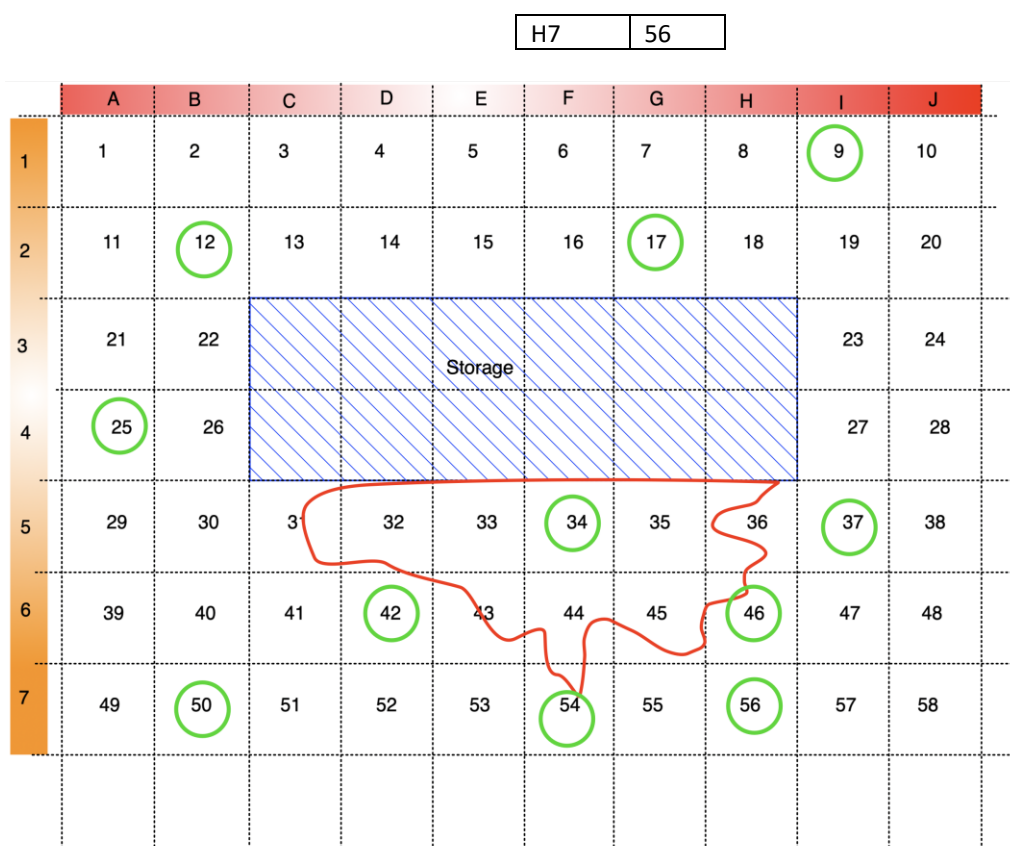 H7 56
A B C D E F G H I J
1 1 2 3 4 5 6 7 8 9 10
2 11 12 13 14 15 16 17 18 19 20
3 21 22 23 24
Storage
4 25 26 27 28
5 29 30 31 32 33 34 35 36 37 38
6 39 40 41 42 43 44 45 46 47 48
7 49 50 51 52 53 54 55 56 57 58